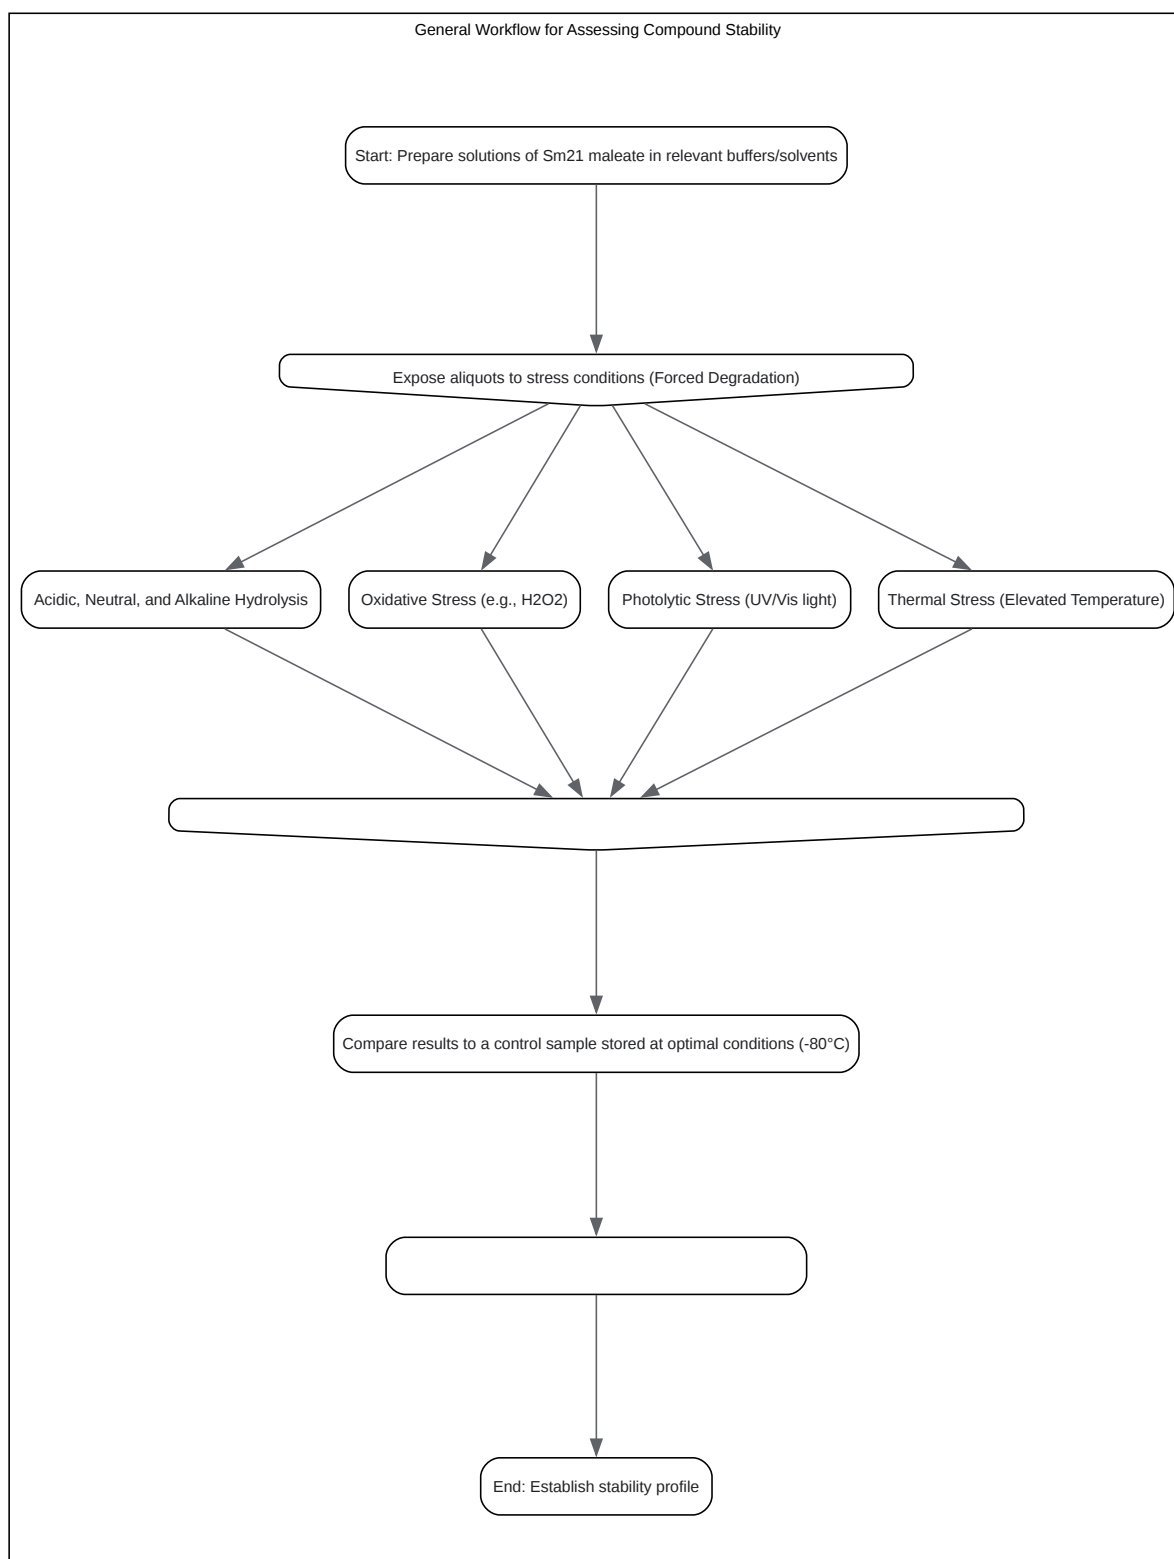 General Workflow for Assessing Compound Stability
Start: Prepare solutions of Sm21 maleate in relevant buffers/solvents
Expose aliquots to stress conditions (Forced Degradation)
Acidic, Neutral, and Alkaline Hydrolysis
Oxidative Stress (e.g., H2O2)
Photolytic Stress (UV/Vis light)
Thermal Stress (Elevated Temperature)
Compare results to a control sample stored at optimal conditions (-80°C)
End: Establish stability profile